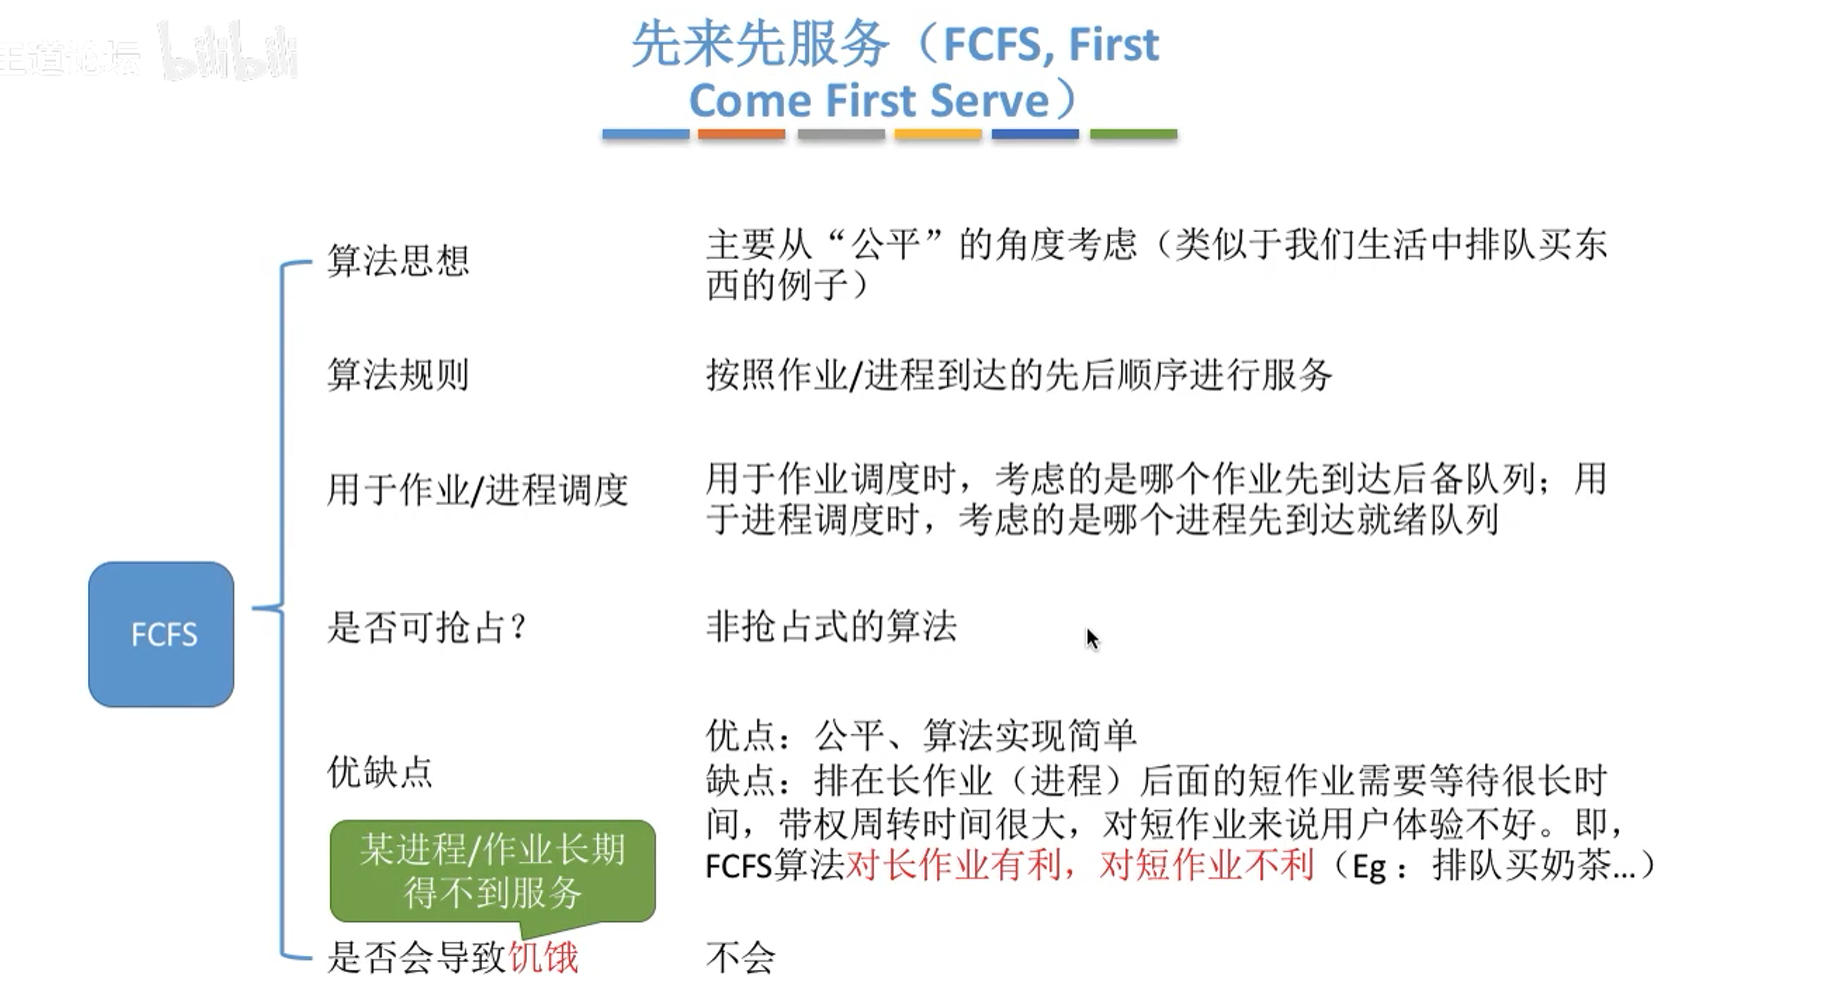 王道论坛 bilibili
先来先服务（FCFS, First
Come First Serve）
算法思想
主要从“公平”的角度考虑（类似于我们生活中排队买东
西的例子）
算法规则
按照作业/进程到达的先后顺序进行服务
用于作业/进程调度
用于作业调度时，考虑的是哪个作业先到达后备队列；用
于进程调度时，考虑的是哪个进程先到达就绪队列
FCFS
是否可抢占？
非抢占式的算法
优缺点
优点：公平、算法实现简单
缺点：排在长作业（进程）后面的短作业需要等待很长时
间，带权周转时间很大，对短作业来说用户体验不好。即，
FCFS算法对长作业有利，对短作业不利（Eg：排队买奶茶...）
某进程/作业长期
得不到服务
是否会导致饥饿
不会